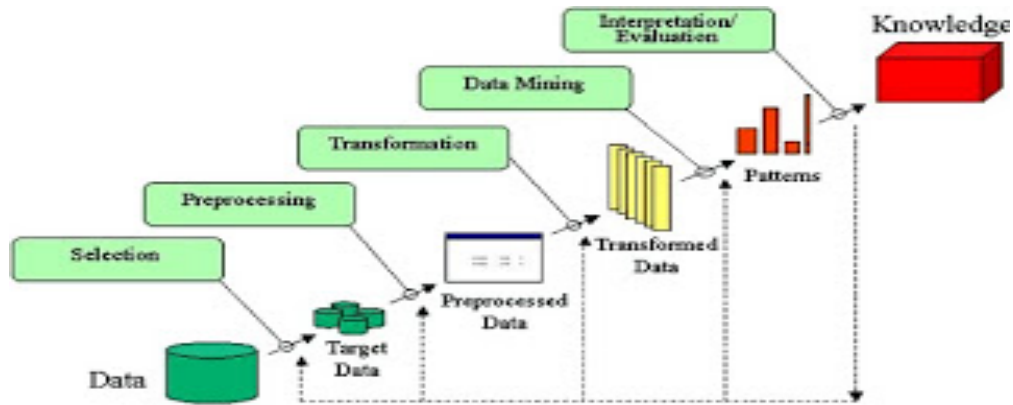 Interpretation/
Evaluation
Knowledge
Data Mining
Transformation
Patterns
Preprocessing
Transformed
Data
Selection
Preprocessed
Data
Target
Data
Data